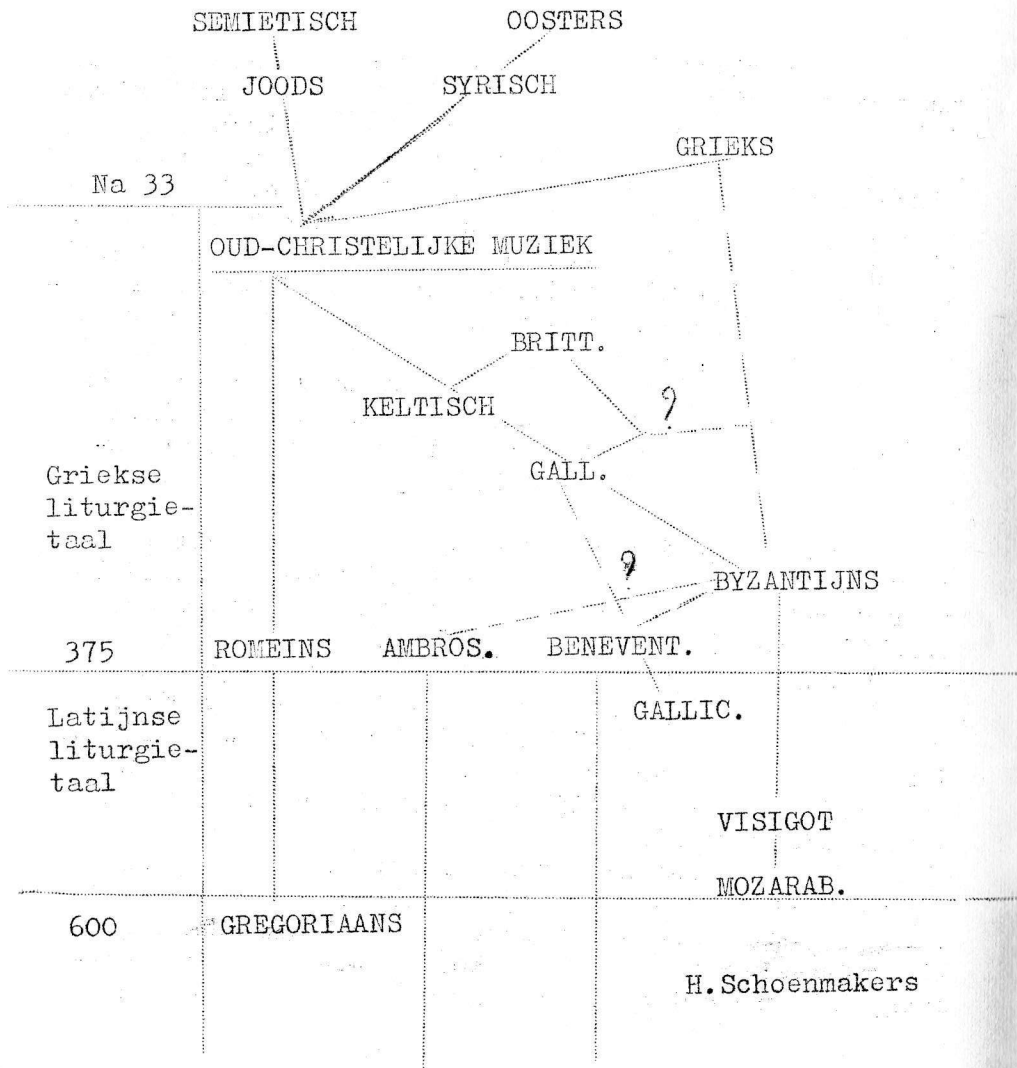 SEMIETISCH OOSTERS
JOODS SYRISCH
GRIEKS
Na 33
OUD-CHRISTELIJKE MUZIEK
BRITT.
KELTISCH ?
GALL.
Griekse
liturgie-
taal
?
BYZANTIJNS
375 ROMEINS AMBROS. BENEVENT.
Latijnse
liturgie-
taal
GALLIC.
VISIGOT
MOZARAB.
600 GREGORIAANS
H.Schoenmakers